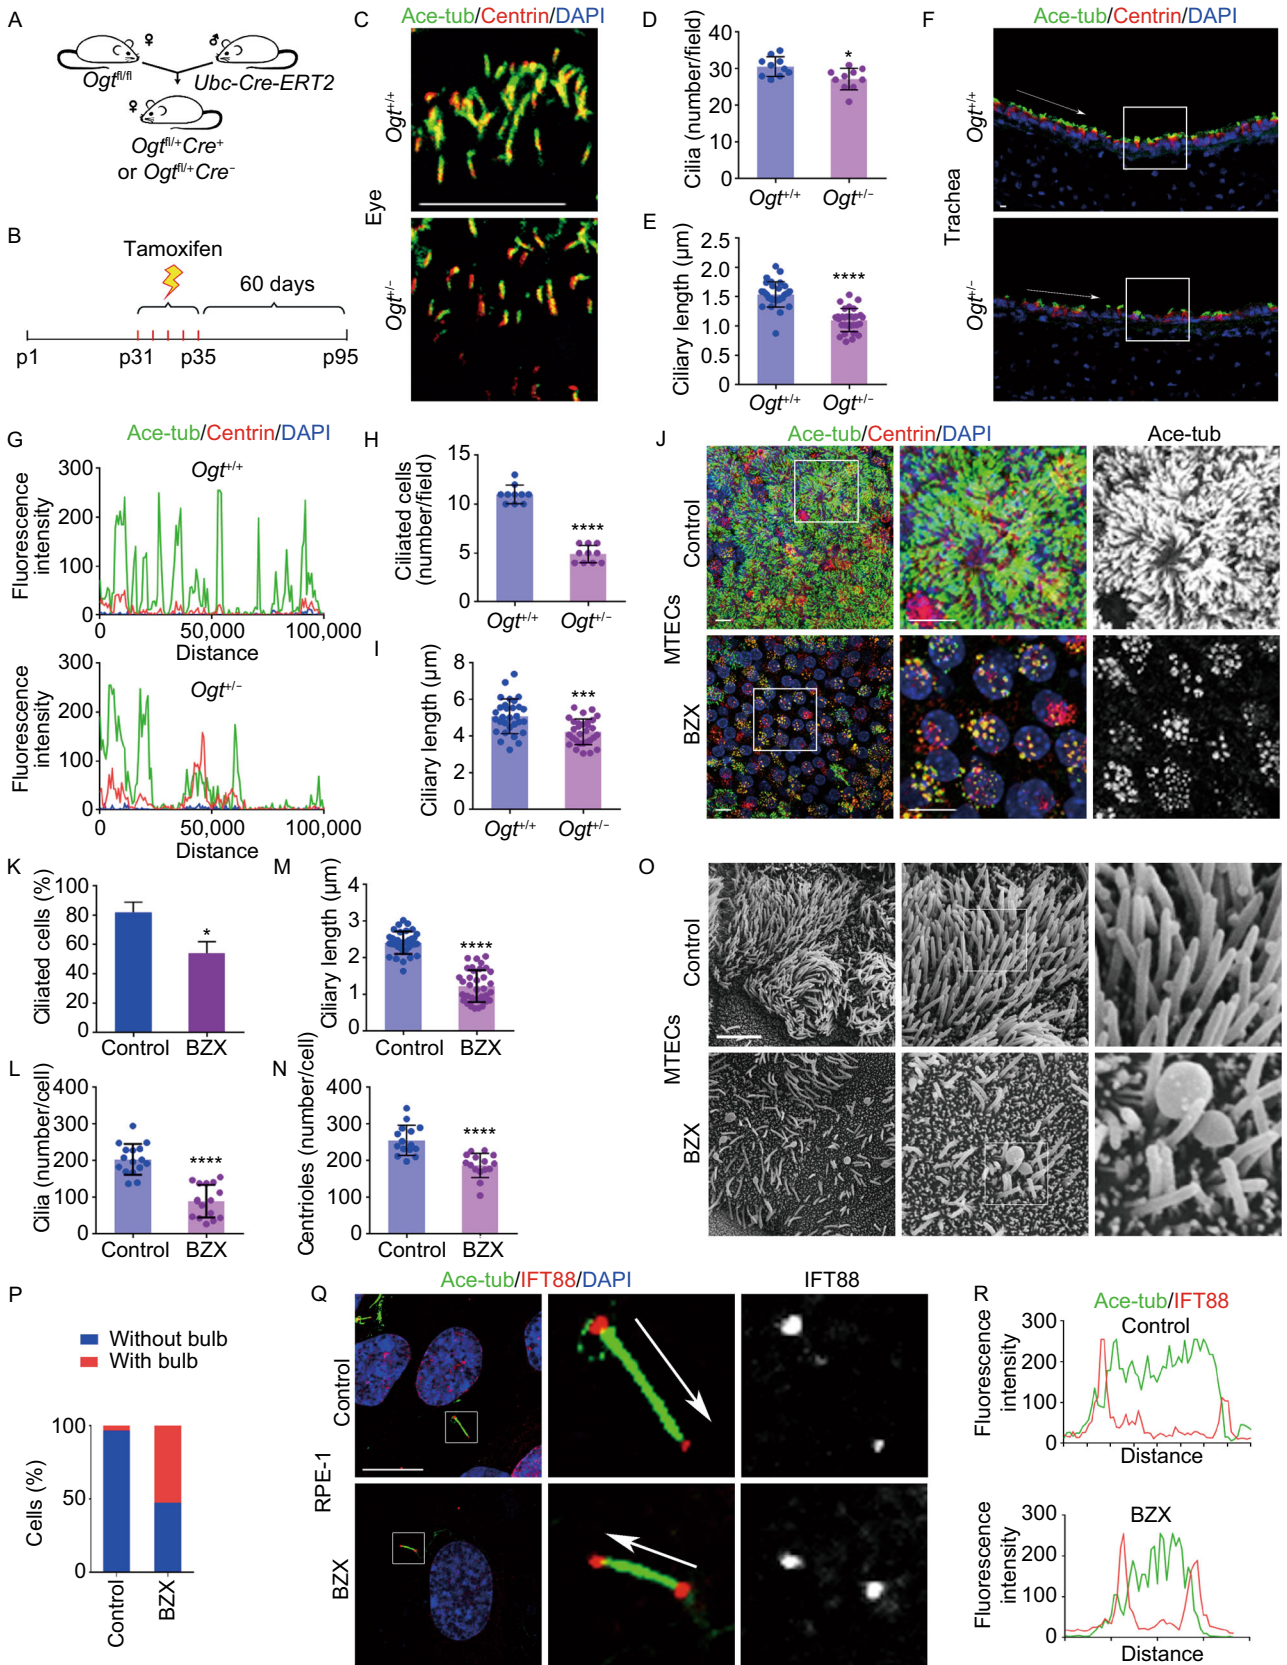 A
♀
♂
Ogt^fl/fl
Ubc-Cre-ERT2
♀
Ogt^fl/+Cre^+
or Ogt^fl/+Cre^−
B
Tamoxifen
60 days
p1
p31
p35
p95
C
Ace-tub/Centrin/DAPI
Eye
Ogt^+/+
Ogt^+/−
D
Cilia (number/field)
40
30
20
10
0
*
Ogt^+/+
Ogt^+/−
E
Ciliary length (μm)
2.5
2.0
1.5
1.0
0.5
0
****
Ogt^+/+
Ogt^+/−
F
Ace-tub/Centrin/DAPI
Trachea
Ogt^+/+
Ogt^+/−
G
Ace-tub/Centrin/DAPI
Fluorescence
intensity
300
200
100
0
Ogt^+/+
0
50,000
100,000
Distance
Fluorescence
intensity
300
200
100
0
Ogt^+/−
0
50,000
100,000
Distance
H
Ciliated cells
(number/field)
15
10
5
0
****
Ogt^+/+
Ogt^+/−
I
Ciliary length (μm)
8
6
4
2
0
***
Ogt^+/+
Ogt^+/−
J
Ace-tub/Centrin/DAPI
Ace-tub
MTECs
Control
BZX
K
Ciliated cells (%)
100
80
60
40
20
0
*
Control
BZX
L
Cilia (number/cell)
400
300
200
100
0
****
Control
BZX
M
Ciliary length (μm)
4
3
2
1
0
****
Control
BZX
N
Centrioles (number/cell)
400
300
200
100
0
****
Control
BZX
O
MTECs
Control
BZX
P
Without bulb
With bulb
Cells (%)
100
50
0
Control
BZX
Q
Ace-tub/IFT88/DAPI
IFT88
RPE-1
Control
BZX
R
Ace-tub/IFT88
Control
Fluorescence
intensity
300
200
100
0
Distance
BZX
Fluorescence
intensity
300
200
100
0
Distance